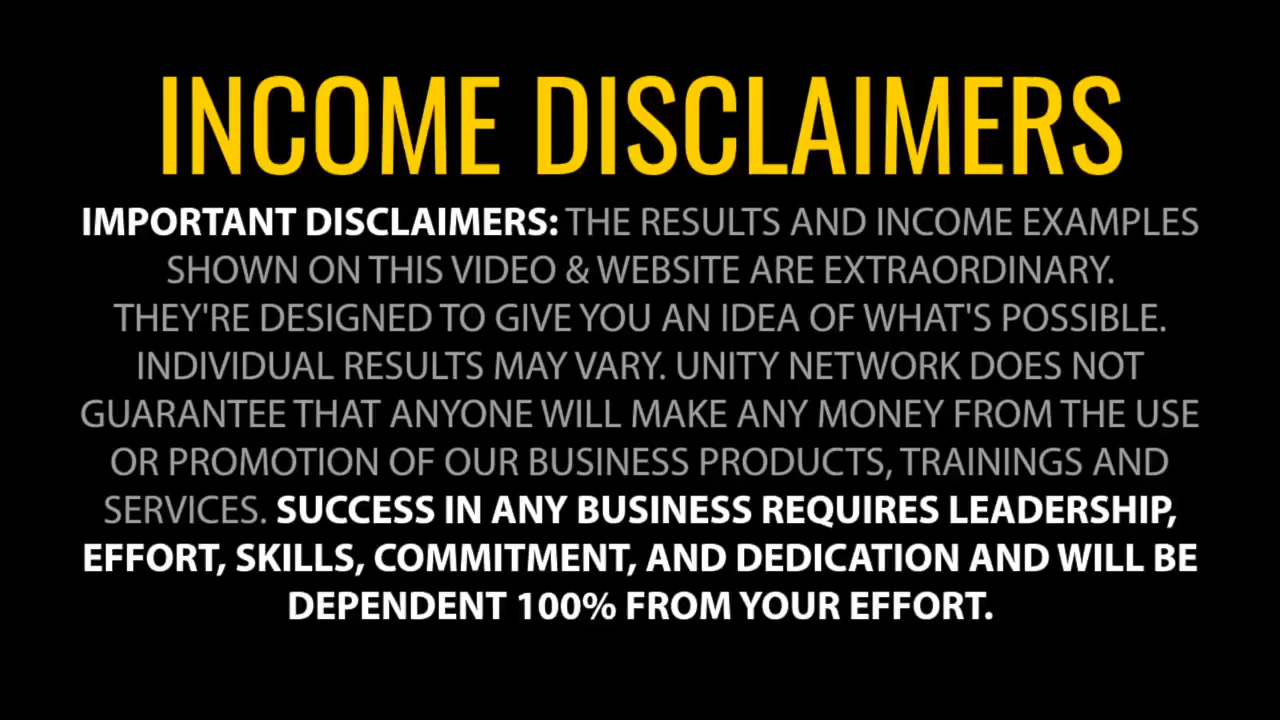 INCOME DISCLAIMERS
IMPORTANT DISCLAIMERS: THE RESULTS AND INCOME EXAMPLES
SHOWN ON THIS VIDEO & WEBSITE ARE EXTRAORDINARY.
THEY'RE DESIGNED TO GIVE YOU AN IDEA OF WHAT'S POSSIBLE.
INDIVIDUAL RESULTS MAY VARY. UNITY NETWORK DOES NOT
GUARANTEE THAT ANYONE WILL MAKE ANY MONEY FROM THE USE
OR PROMOTION OF OUR BUSINESS PRODUCTS, TRAININGS AND
SERVICES. SUCCESS IN ANY BUSINESS REQUIRES LEADERSHIP,
EFFORT, SKILLS, COMMITMENT, AND DEDICATION AND WILL BE
DEPENDENT 100% FROM YOUR EFFORT.